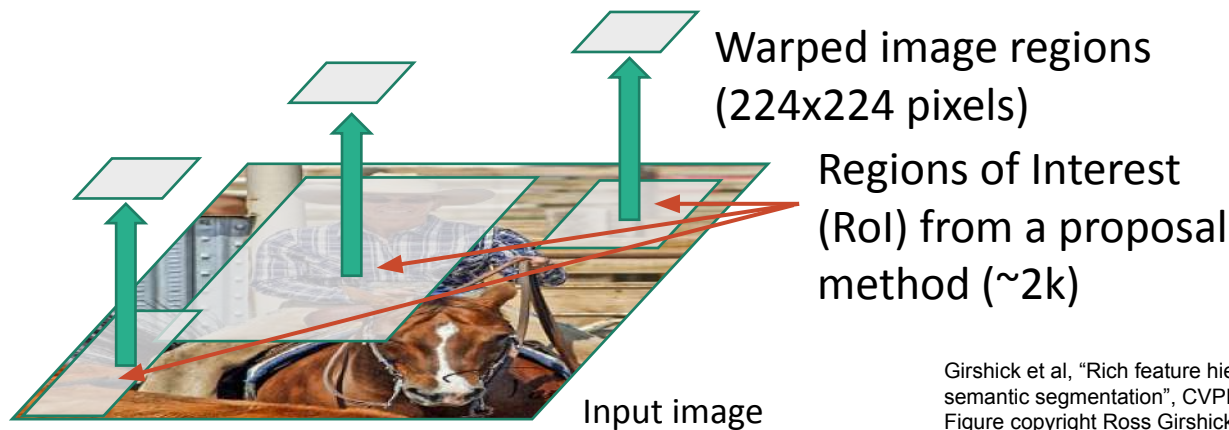 Warped image regions
(224x224 pixels)
Regions of Interest
(RoI) from a proposal
method (~2k)
Input image
Girshick et al, “Rich feature hie
semantic segmentation”, CVP
Figure copyright Ross Girshick